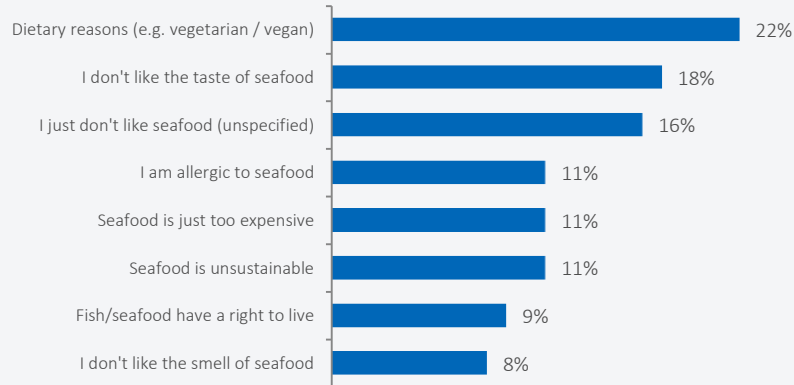 Dietary reasons (e.g. vegetarian / vegan) 22%
I don't like the taste of seafood 18%
I just don't like seafood (unspecified) 16%
I am allergic to seafood 11%
Seafood is just too expensive 11%
Seafood is unsustainable 11%
Fish/seafood have a right to live 9%
I don't like the smell of seafood 8%